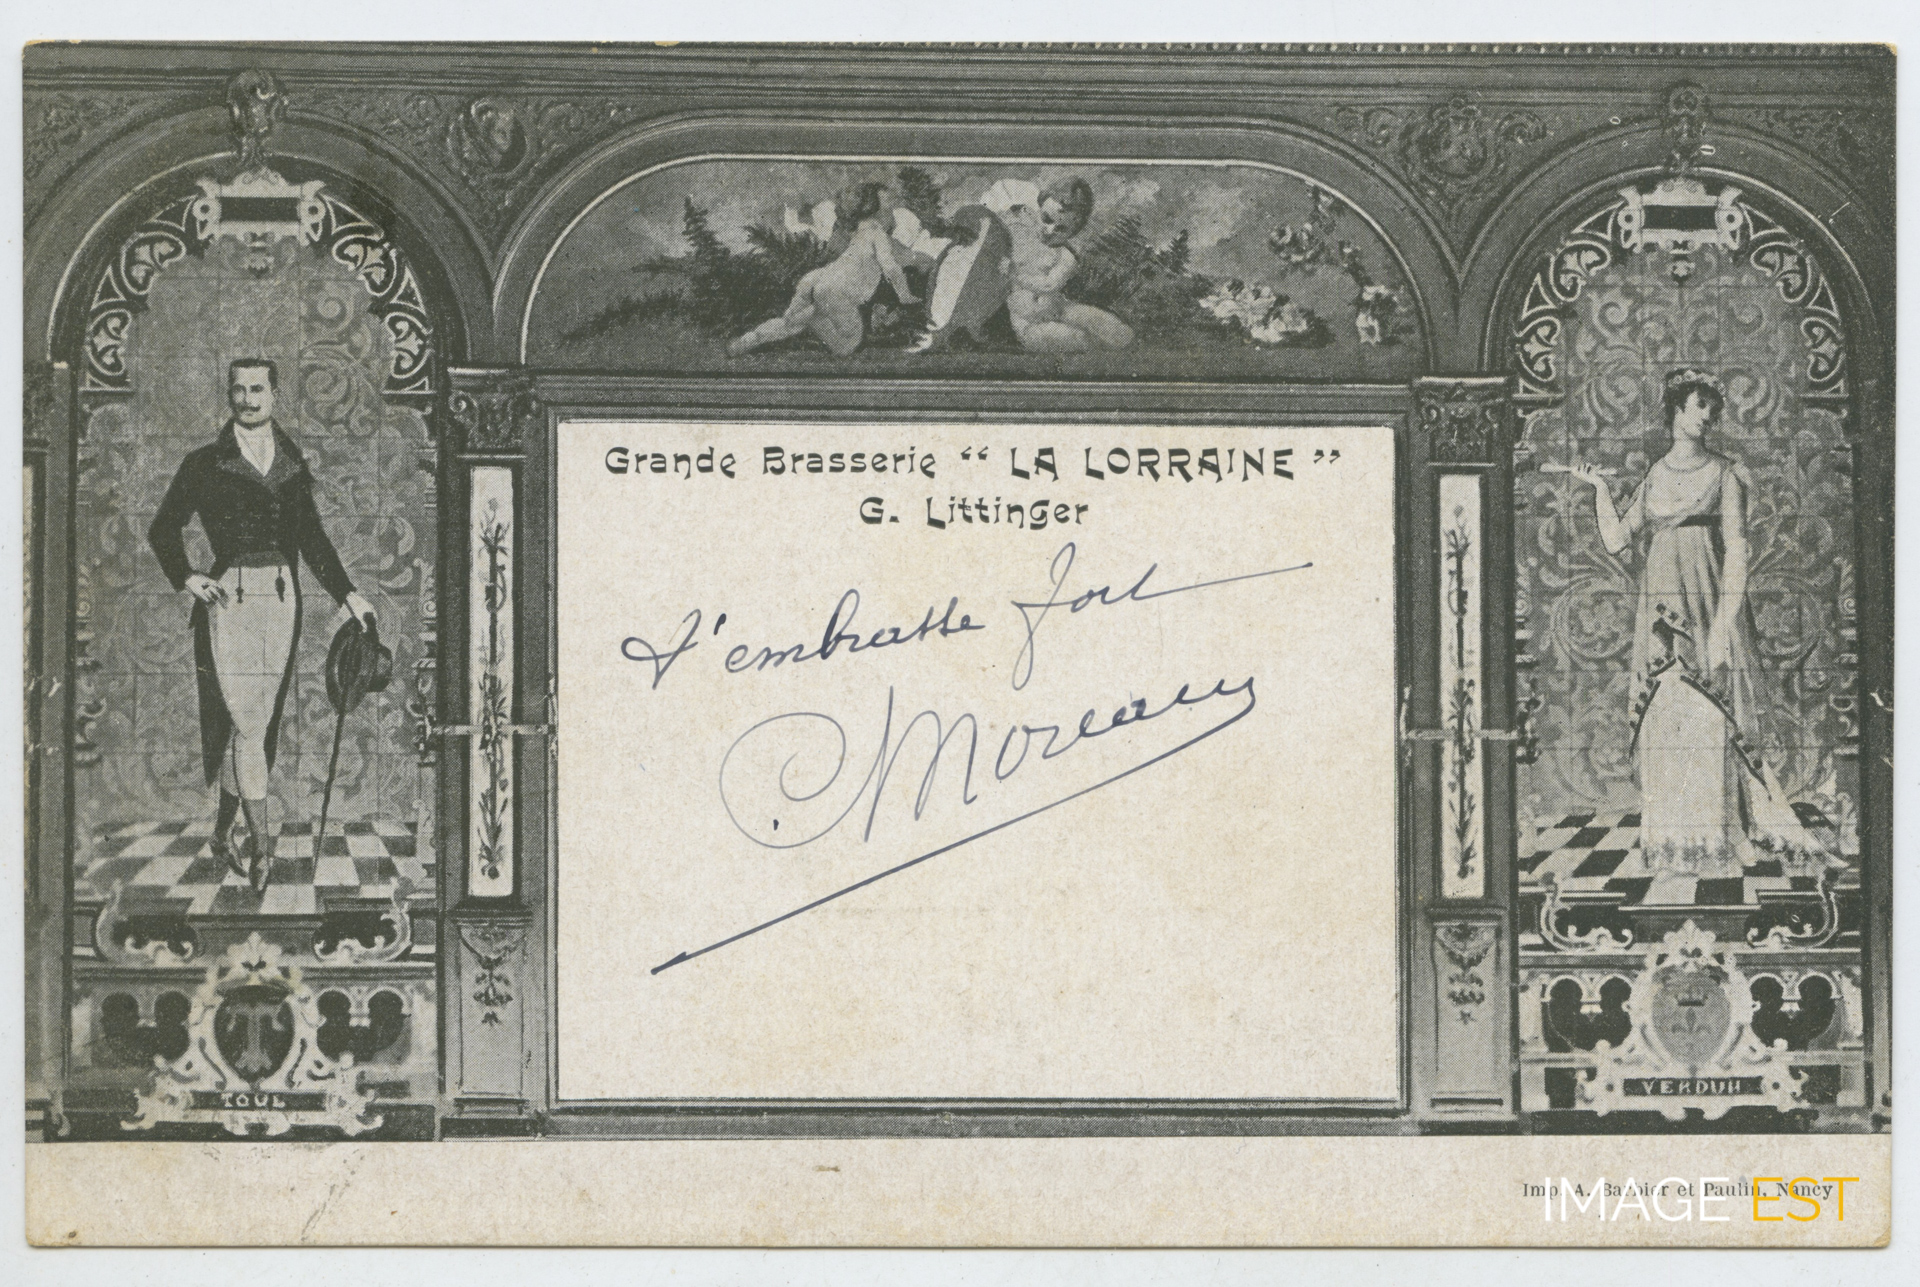 Grande Brasserie “ LA LORRAINE ”
G. Littinger
t'embrasse fort
Moreau
TOUL
VERDUN
Imp. A. Barbier et Paulin, Nancy
IMAGE EST